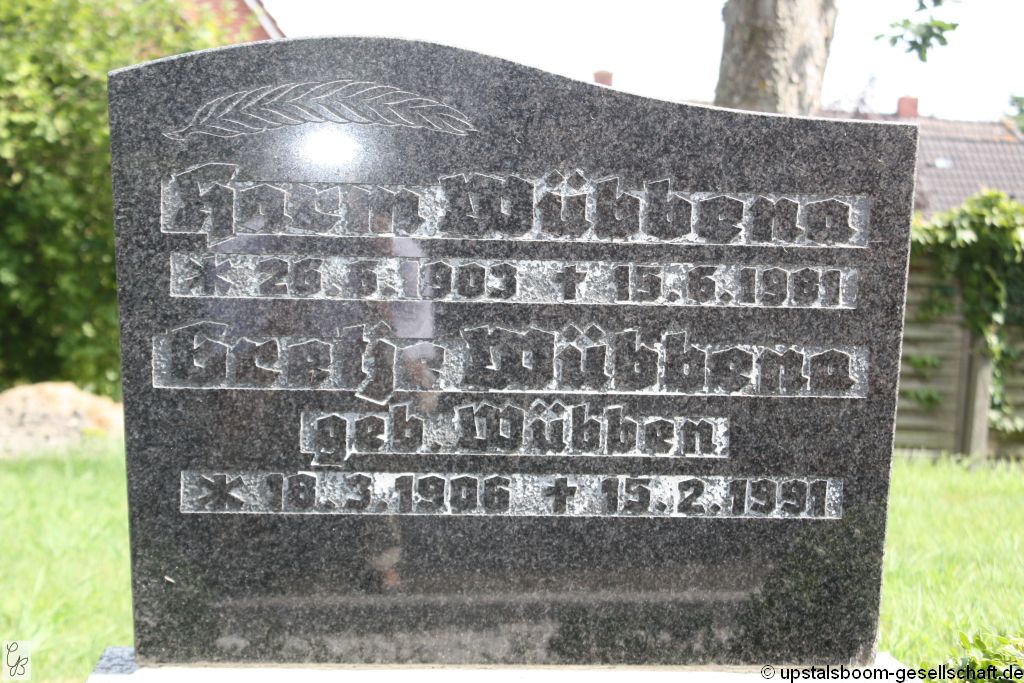 Harm Wübbena
* 26.6.1903 † 15.6.1981
Gretje Wübbena
geb. Wübben
* 18.3.1906 † 15.2.1991
GB
© upstalsboom-gesellschaft.de